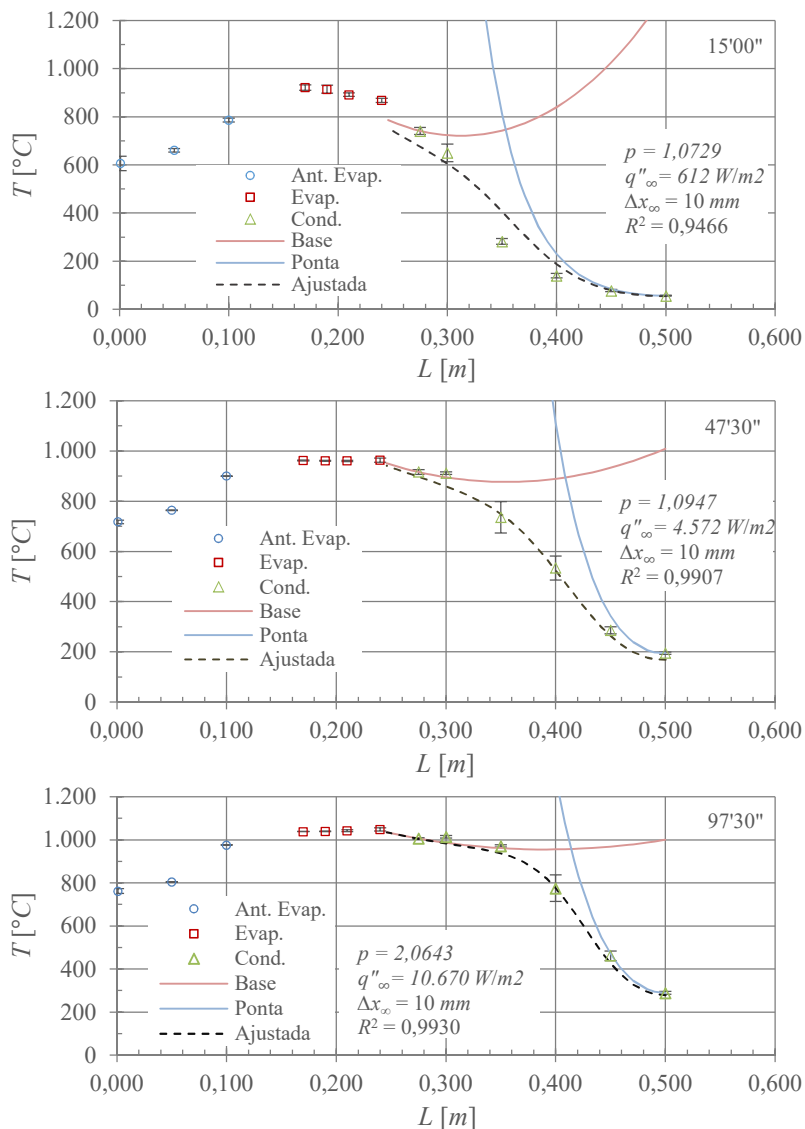 1.200
1.000
800
600
400
200
0
T [°C]
15'00"
Ant. Evap.
Evap.
Cond.
Base
Ponta
Ajustada
p = 1,0729
q"∞= 612 W/m2
Δx∞ = 10 mm
R² = 0,9466
0,000 0,100 0,200 0,300 0,400 0,500 0,600
L [m]
1.200
1.000
800
600
400
200
0
T [°C]
47'30"
Ant. Evap.
Evap.
Cond.
Base
Ponta
Ajustada
p = 1,0947
q"∞= 4.572 W/m2
Δx∞ = 10 mm
R² = 0,9907
0,000 0,100 0,200 0,300 0,400 0,500 0,600
L [m]
1.200
1.000
800
600
400
200
0
T [°C]
97'30"
Ant. Evap.
Evap.
Cond.
Base
Ponta
Ajustada
p = 2,0643
q"∞= 10.670 W/m2
Δx∞ = 10 mm
R² = 0,9930
0,000 0,100 0,200 0,300 0,400 0,500 0,600
L [m]